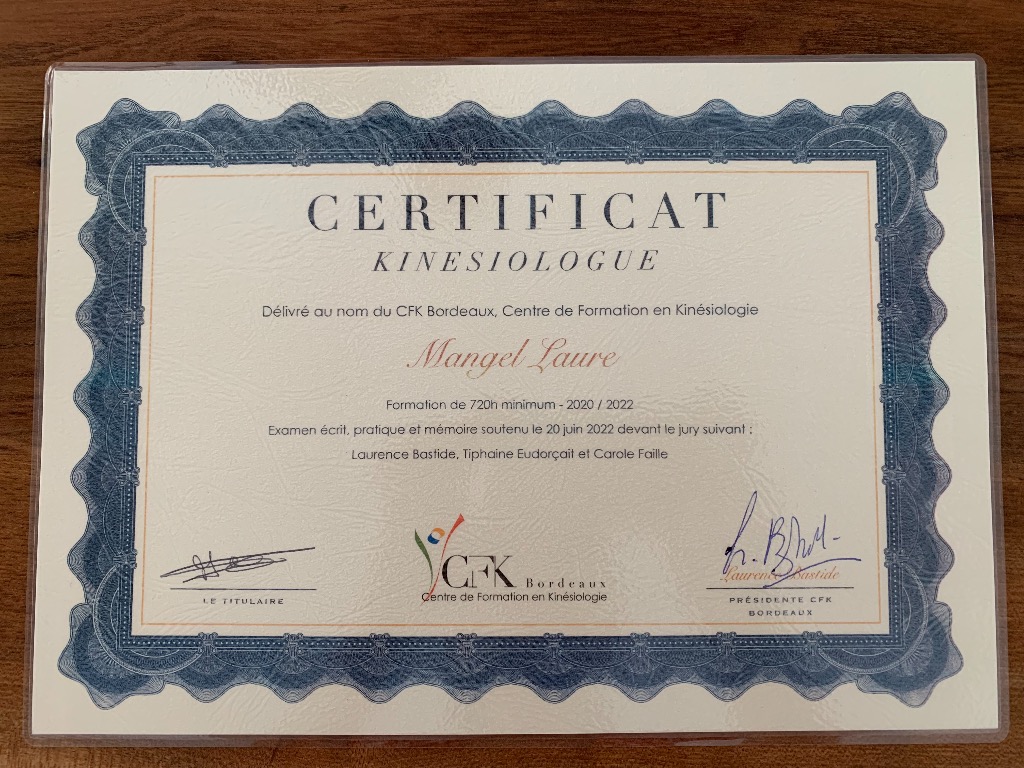 CERTIFICAT
KINESIOLOGUE
Délivré au nom du CFK Bordeaux, Centre de Formation en Kinésiologie
Mangel Laure
Formation de 720h minimum - 2020 / 2022
Examen écrit, pratique et mémoire soutenu le 20 juin 2022 devant le jury suivant :
Laurence Bastide, Tiphaine Eudorçait et Carole Faille
CFK Bordeaux
Centre de Formation en Kinésiologie
LE TITULAIRE
Laurence Bastide
PRÉSIDENTE CFK
BORDEAUX